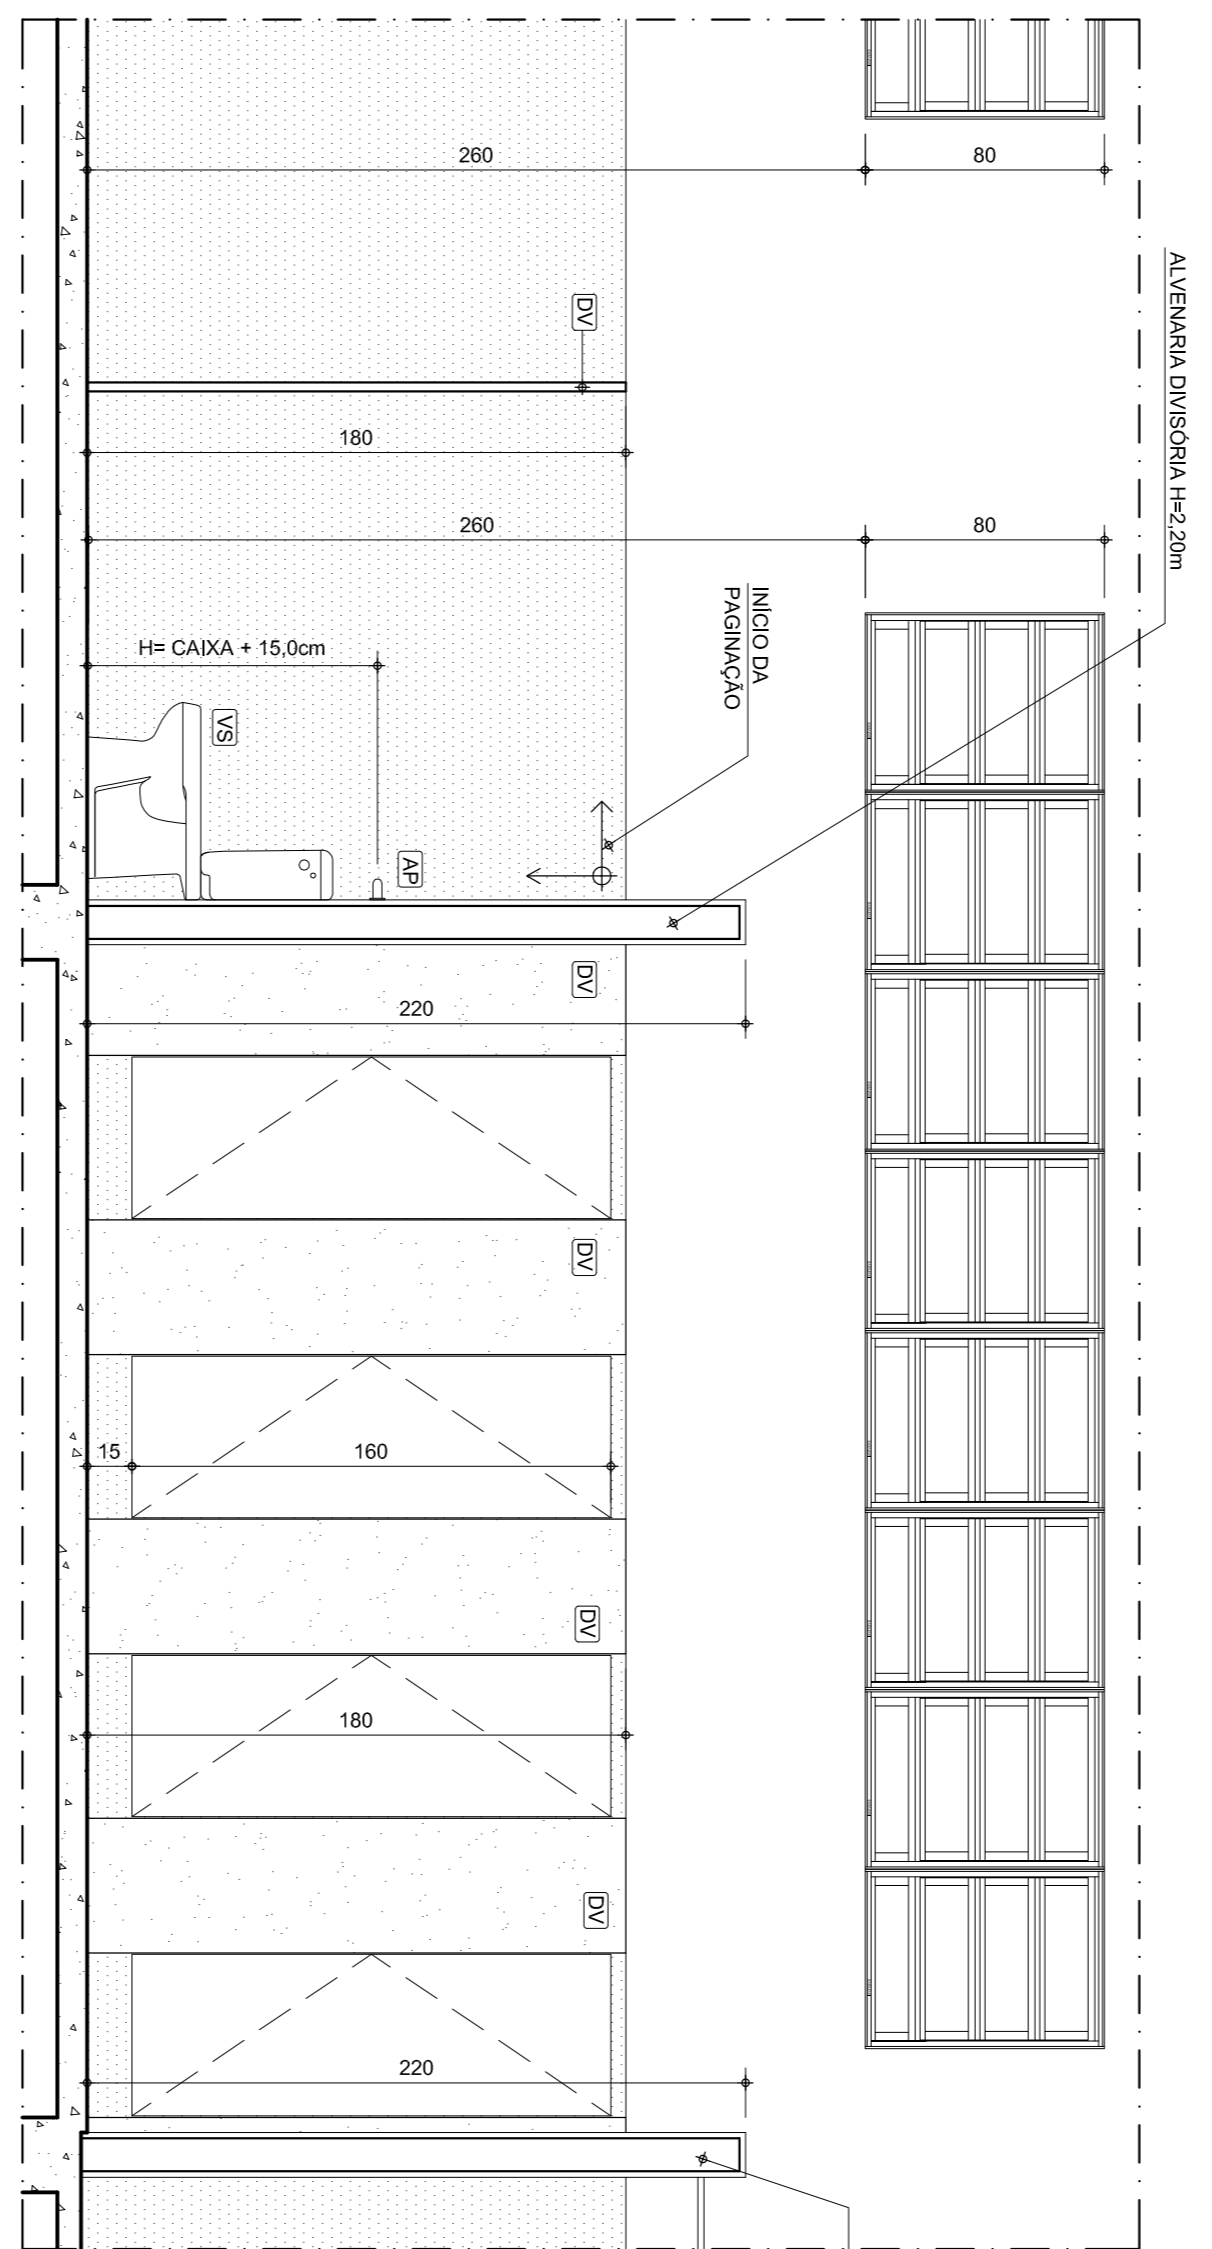 260
80
ALVENARIA DIVISÓRIA H=2,20m
DV
180
260
80
INÍCIO DA
PAGINAÇÃO
H= CAIXA + 15,0cm
VS
AP
DV
220
DV
15
160
DV
180
DV
220